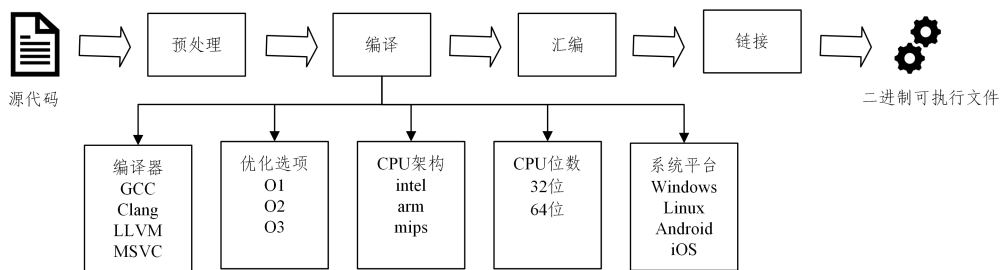 预处理
编译
汇编
链接
源代码
二进制可执行文件
编译器
GCC
Clang
LLVM
MSVC
优化选项
O1
O2
O3
CPU架构
intel
arm
mips
CPU位数
32位
64位
系统平台
Windows
Linux
Android
iOS